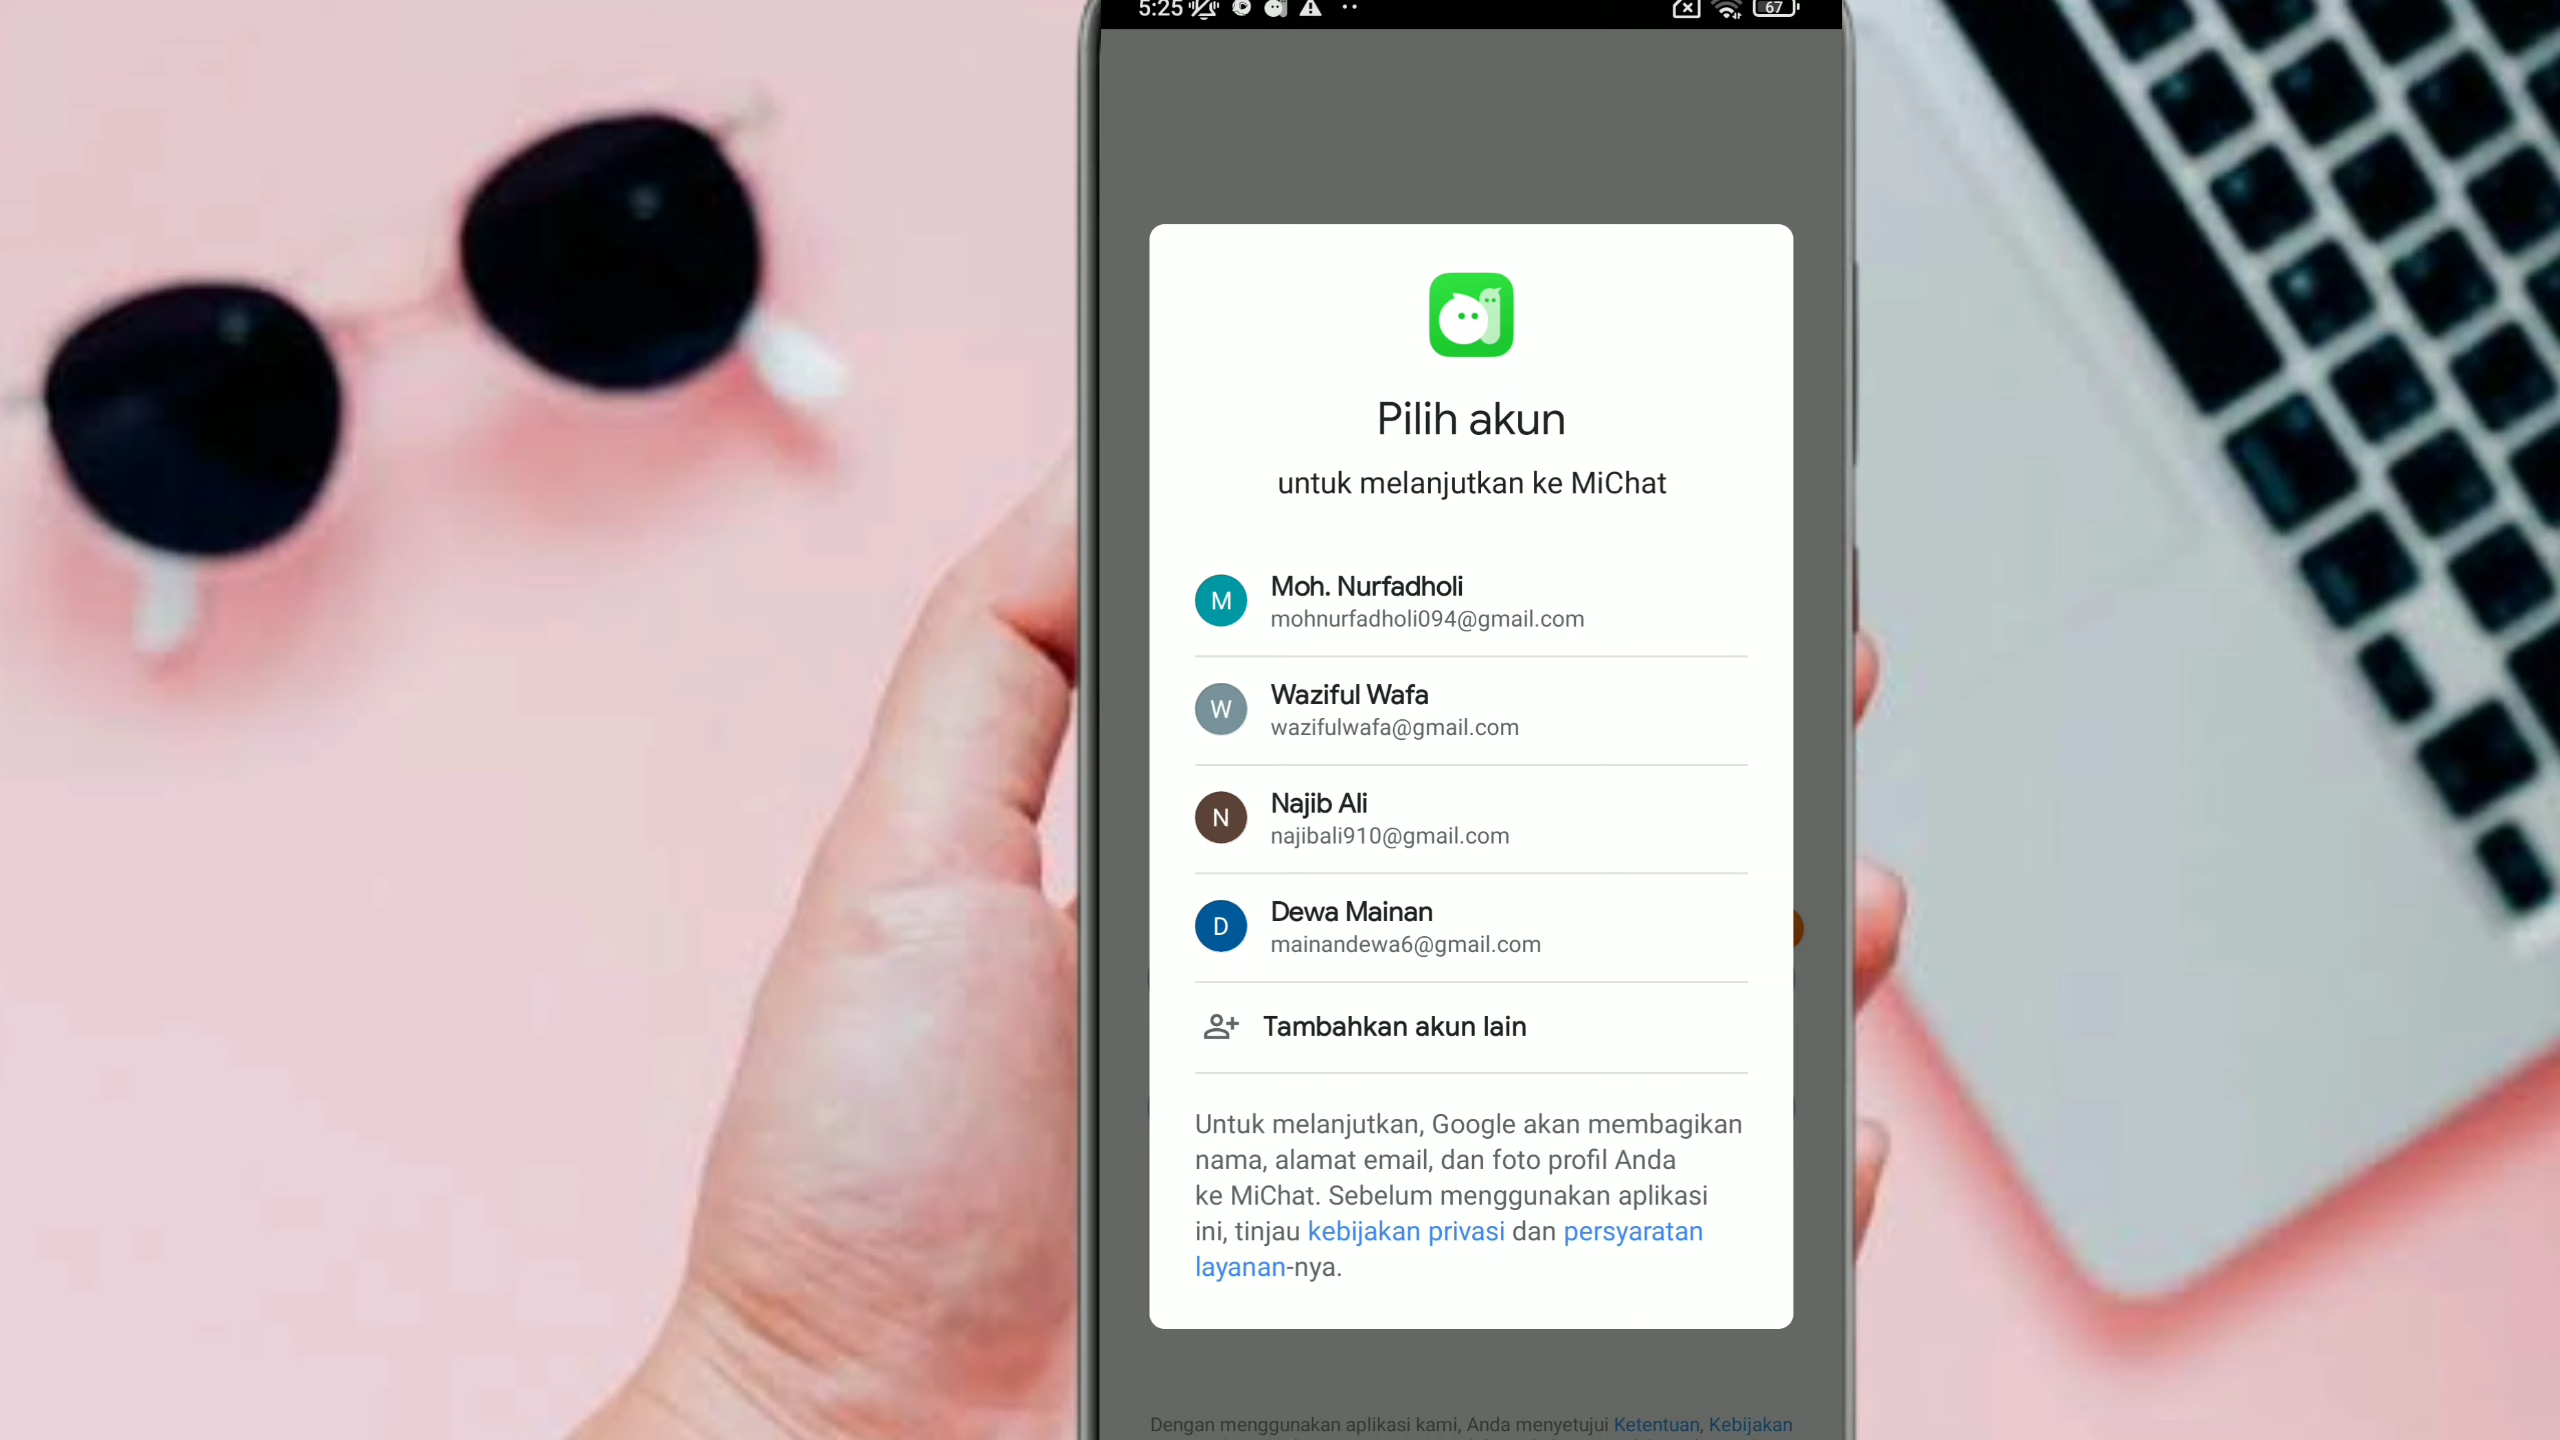 5:25
67
Pilih akun
untuk melanjutkan ke MiChat
M
Moh. Nurfadholi
mohnurfadholi094@gmail.com
W
Waziful Wafa
wazifulwafa@gmail.com
N
Najib Ali
najibali910@gmail.com
D
Dewa Mainan
mainandewa6@gmail.com
Tambahkan akun lain
Untuk melanjutkan, Google akan membagikan
nama, alamat email, dan foto profil Anda
ke MiChat. Sebelum menggunakan aplikasi
ini, tinjau kebijakan privasi dan persyaratan
layanan-nya.
Dengan menggunakan aplikasi kami, Anda menyetujui Ketentuan, Kebijakan